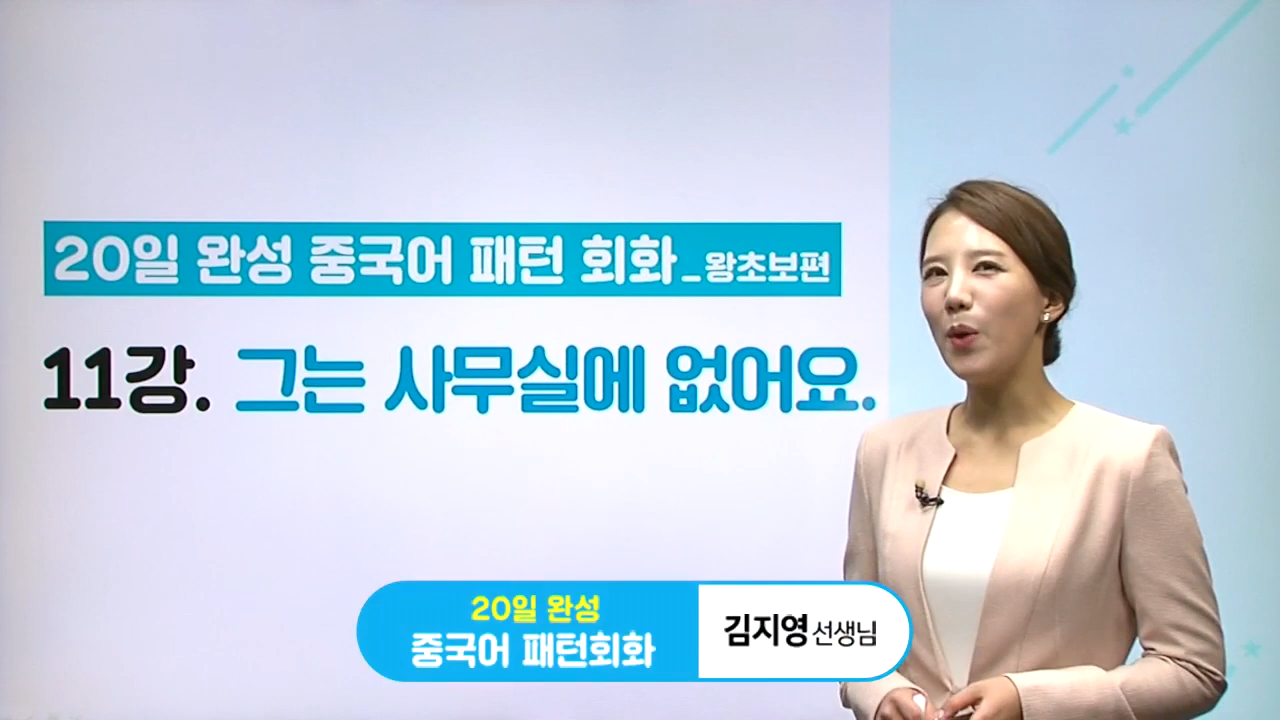 20일 완성 중국어 패턴 회화_왕초보편
11강. 그는 사무실에 없어요.
20일 완성
중국어 패턴회화
김지영 선생님